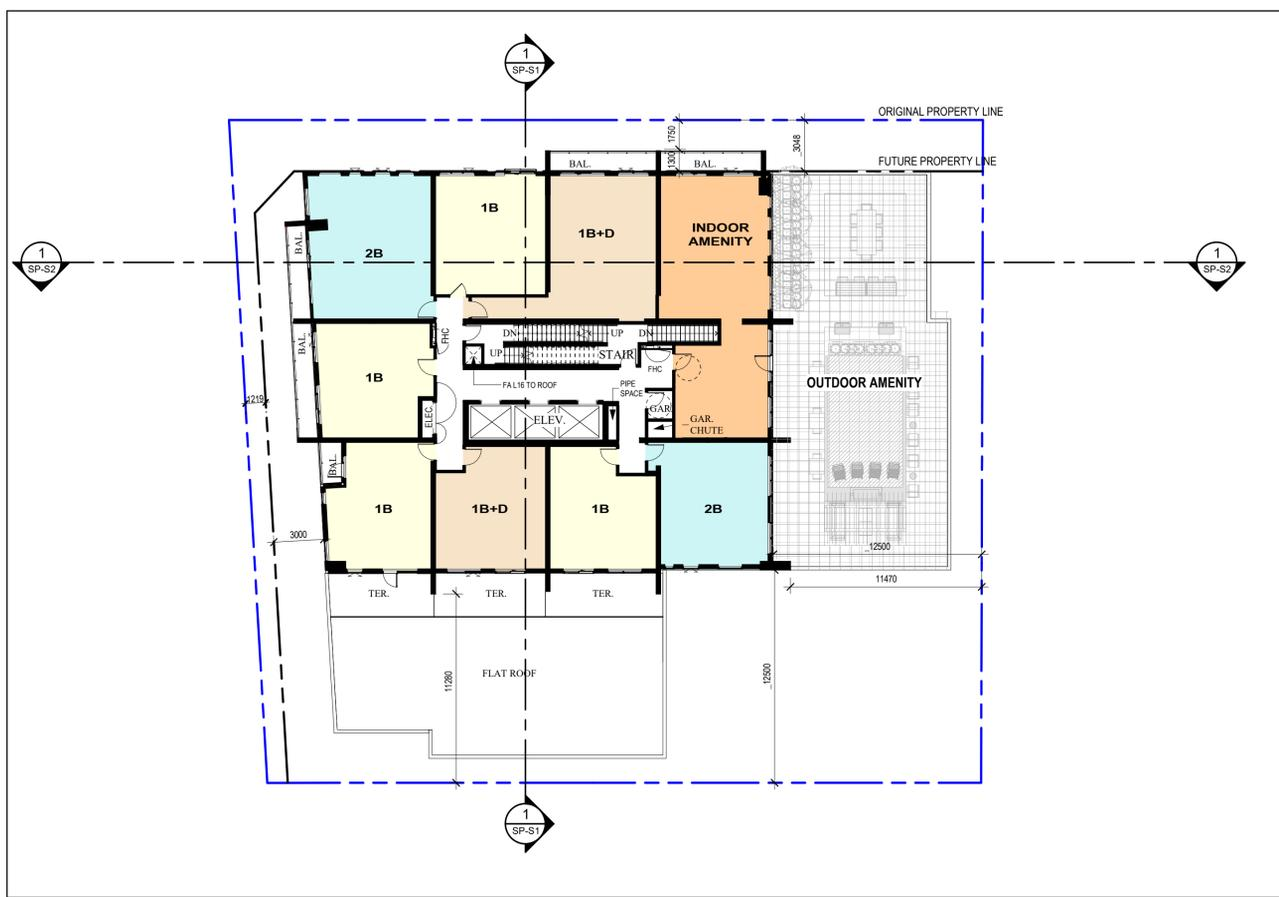 1
SP-S1
ORIGINAL PROPERTY LINE
1750
3048
1300
FUTURE PROPERTY LINE
BAL.
BAL.
1B
INDOOR
AMENITY
1B+D
2B
BAL.
1
SP-S2
1
SP-S2
FHC
DN
UP
DN
BAL.
UP
STAIR
FHC
1B
FA L16 TO ROOF
PIPE
SPACE
OUTDOOR AMENITY
1219
ELEC.
ELEV.
GAR.
GAR.
CHUTE
BAL.
1B
1B+D
1B
2B
3000
12500
11470
TER.
TER.
TER.
FLAT ROOF
11280
12500
1
SP-S1